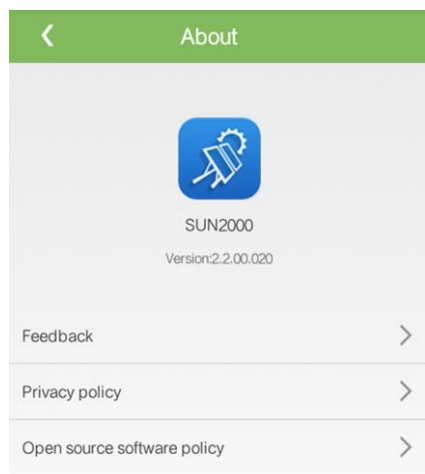 About
SUN2000
Version:2.2.00.020
Feedback
Privacy policy
Open source software policy